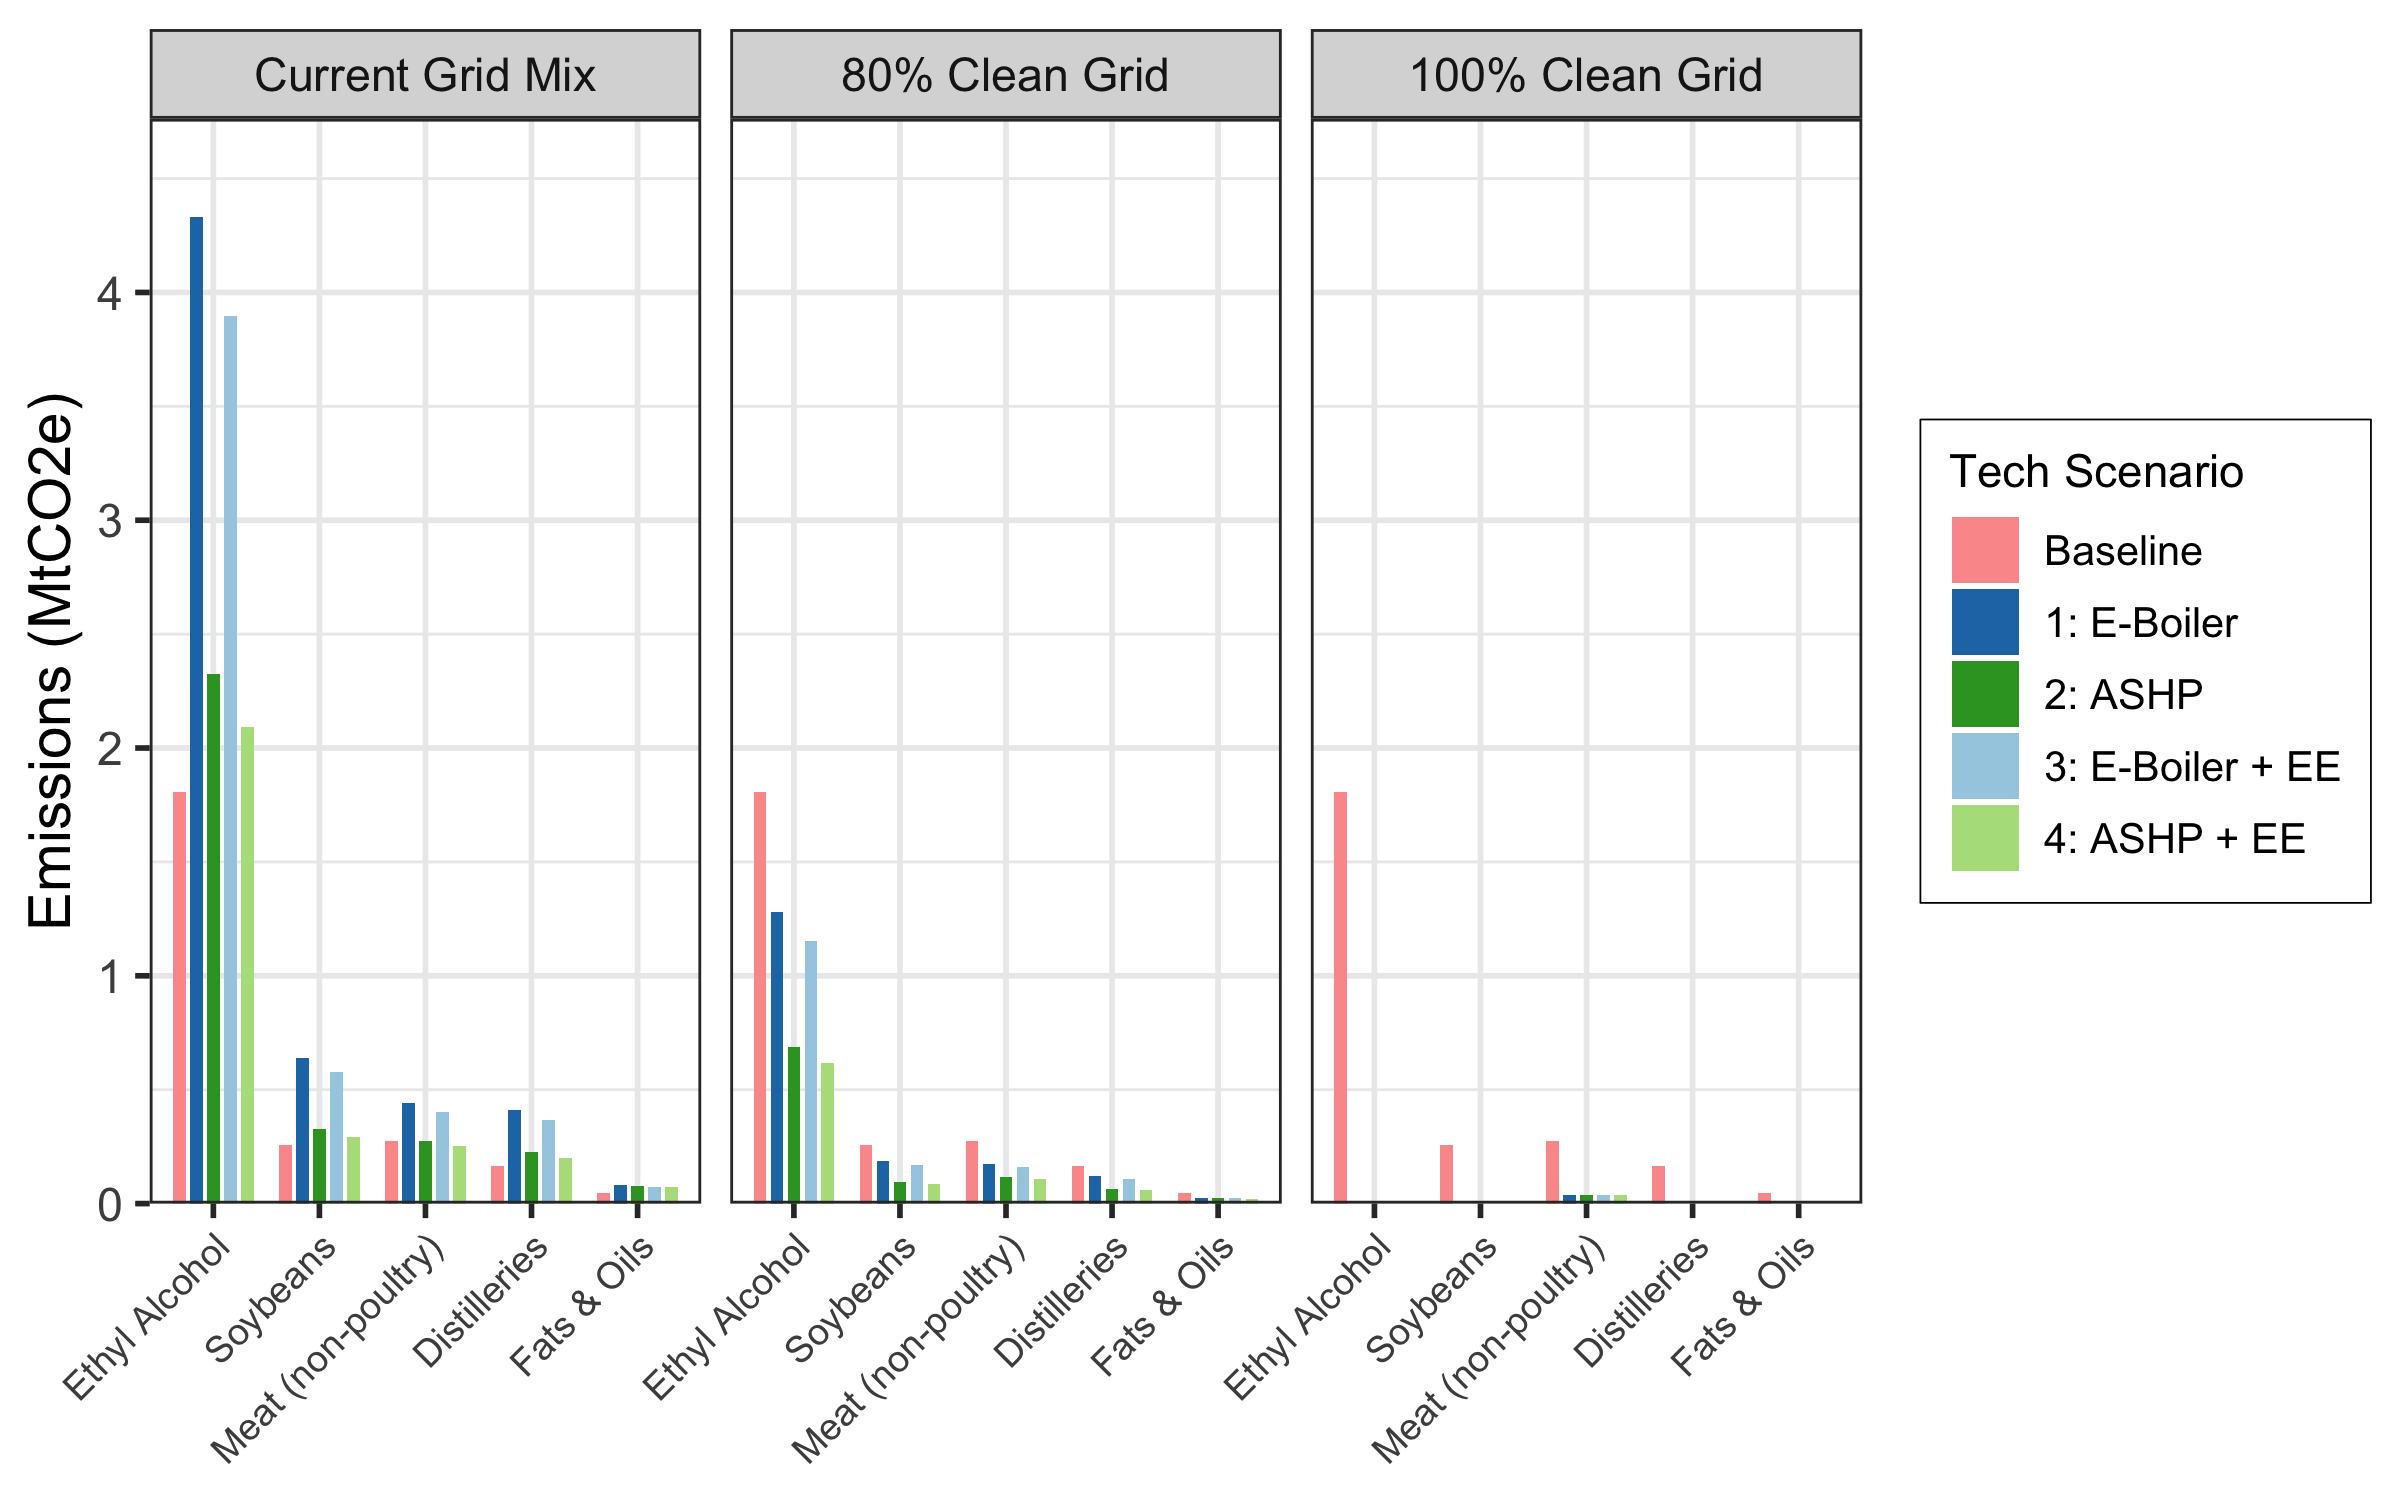 Current Grid Mix
80% Clean Grid
100% Clean Grid
Emissions (MtCO2e)
4
3
2
1
0
Ethyl Alcohol
Soybeans
Meat (non-poultry)
Distilleries
Fats & Oils
Ethyl Alcohol
Soybeans
Meat (non-poultry)
Distilleries
Fats & Oils
Ethyl Alcohol
Soybeans
Meat (non-poultry)
Distilleries
Fats & Oils
Tech Scenario
Baseline
1: E-Boiler
2: ASHP
3: E-Boiler + EE
4: ASHP + EE